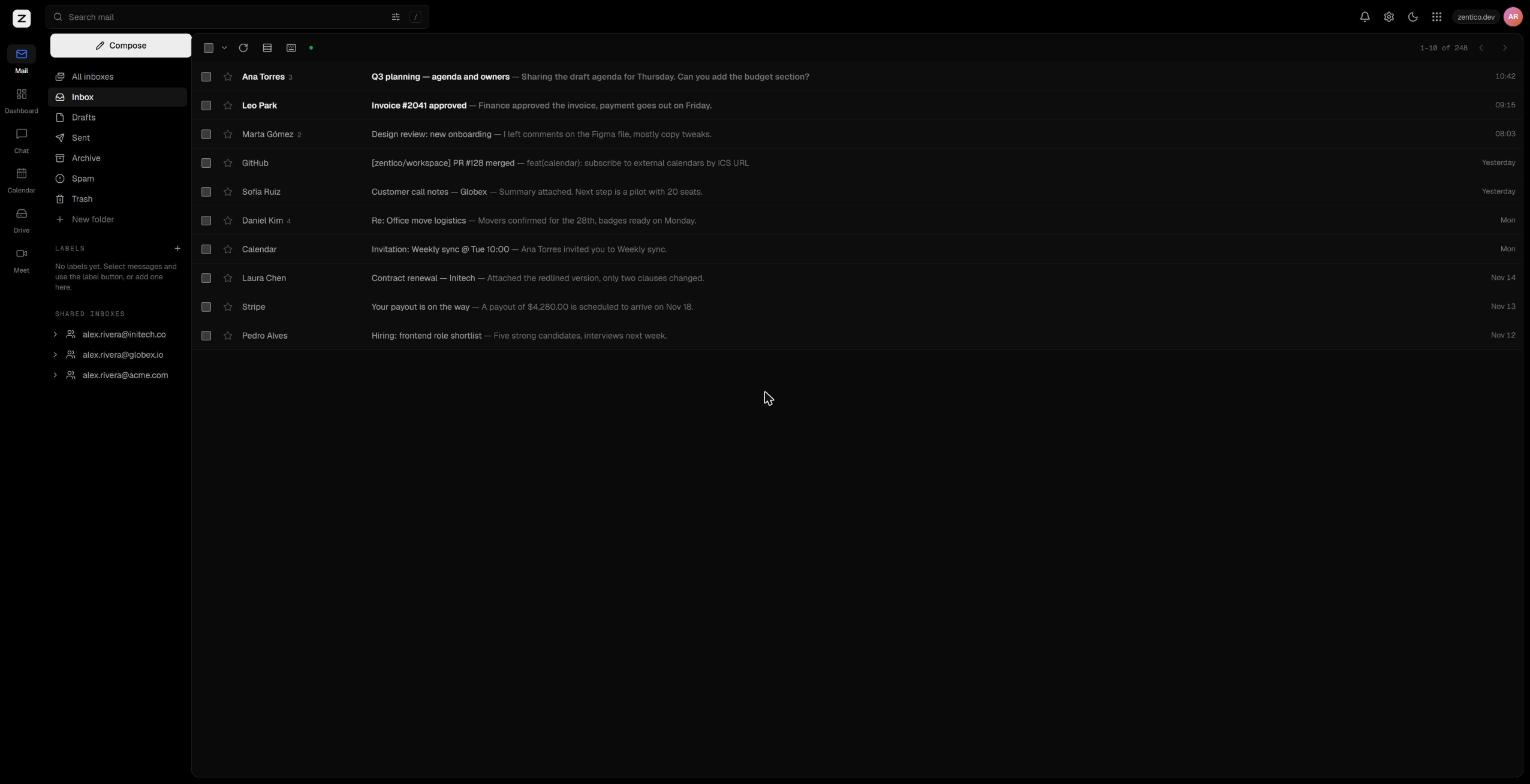 Z Search mail / zentico.dev AR
Mail
Dashboard
Chat
Calendar
Drive
Meet
Compose
All inboxes
Inbox
Drafts
Sent
Archive
Spam
Trash
New folder
LABELS
No labels yet. Select messages and
use the label button, or add one
here.
SHARED INBOXES
alex.rivera@initech.co
alex.rivera@globex.io
alex.rivera@acme.com
1-10 of 248
Ana Torres 3 Q3 planning — agenda and owners — Sharing the draft agenda for Thursday. Can you add the budget section? 10:42
Leo Park Invoice #2041 approved — Finance approved the invoice, payment goes out on Friday. 09:15
Marta Gómez 2 Design review: new onboarding — I left comments on the Figma file, mostly copy tweaks. 08:03
GitHub [zentico/workspace] PR #128 merged — feat(calendar): subscribe to external calendars by ICS URL Yesterday
Sofia Ruiz Customer call notes — Globex — Summary attached. Next step is a pilot with 20 seats. Yesterday
Daniel Kim 4 Re: Office move logistics — Movers confirmed for the 28th, badges ready on Monday. Mon
Calendar Invitation: Weekly sync @ Tue 10:00 — Ana Torres invited you to Weekly sync. Mon
Laura Chen Contract renewal — Initech — Attached the redlined version, only two clauses changed. Nov 14
Stripe Your payout is on the way — A payout of $4,280.00 is scheduled to arrive on Nov 18. Nov 13
Pedro Alves Hiring: frontend role shortlist — Five strong candidates, interviews next week. Nov 12